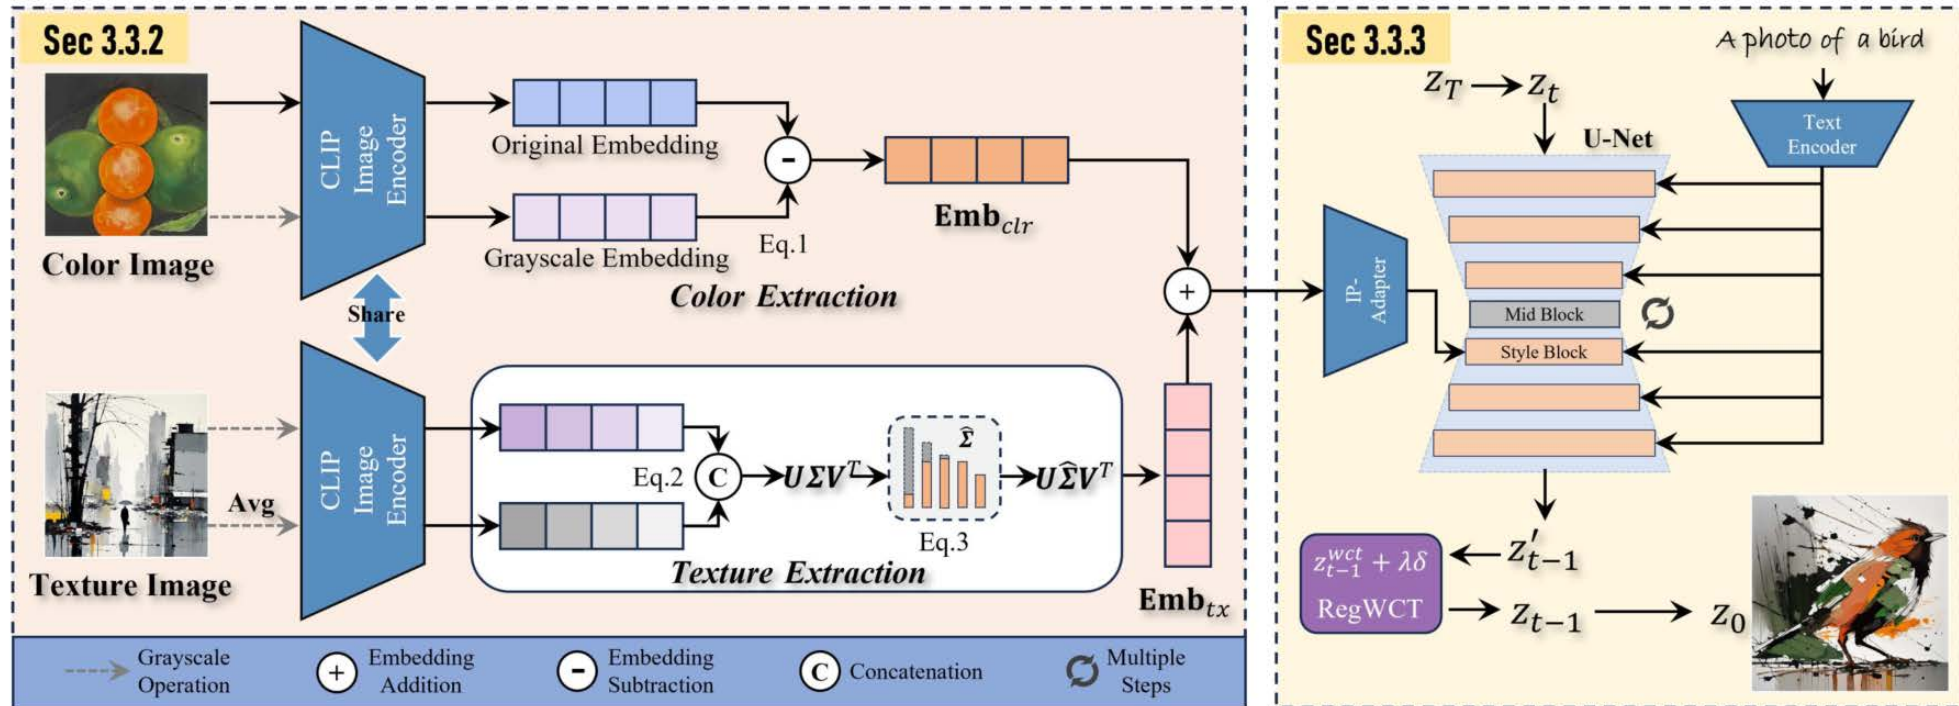 Sec 3.3.2
Color Image
CLIP
Image
Encoder
Original Embedding
Grayscale Embedding
-
Eq.1
Emb_clr
Color Extraction
Share
+
Texture Image
Avg
CLIP
Image
Encoder
Eq.2
C
UΣV^T
Σ̂
Eq.3
UΣ̂V^T
Texture Extraction
Emb_tx
Grayscale
Operation
+
Embedding
Addition
-
Embedding
Subtraction
C
Concatenation
Multiple
Steps
Sec 3.3.3
A photo of a bird
z_T
z_t
Text
Encoder
U-Net
IP-
Adapter
Mid Block
Style Block
z'_{t-1}
z^{wct}_{t-1} + λδ
RegWCT
z_{t-1}
z_0